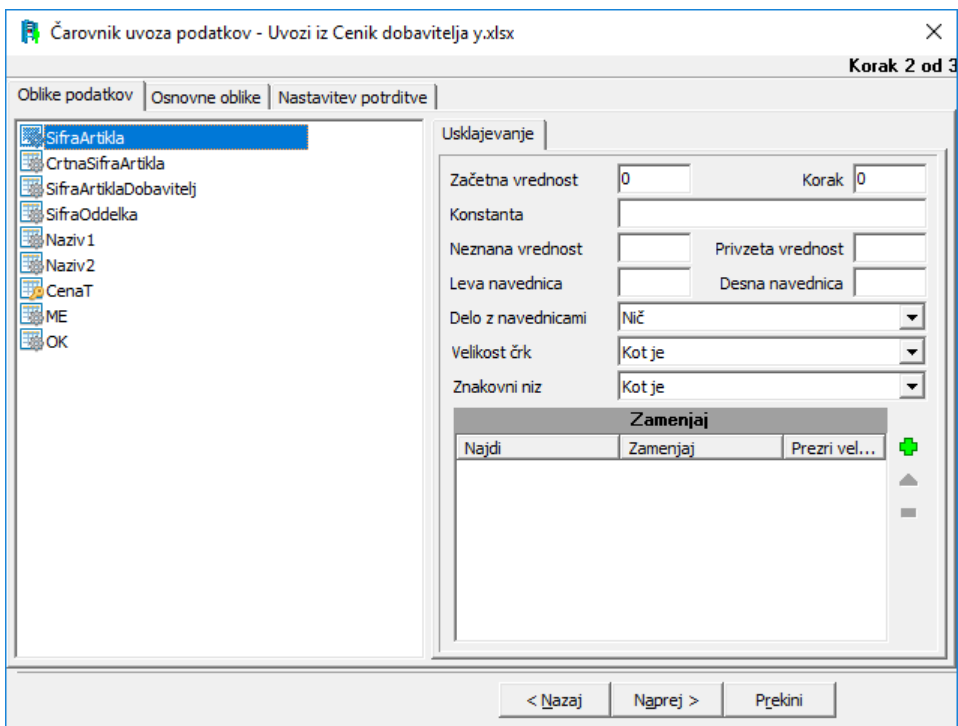 Čarovnik uvoza podatkov - Uvozi iz Cenik dobavitelja y.xlsx
Korak 2 od 3
Oblike podatkov Osnovne oblike Nastavitev potrditve
SifraArtikla
CrtnaSifraArtikla
SifraArtiklaDobavitelj
SifraOddelka
Naziv1
Naziv2
CenaT
ME
OK
Usklajevanje
Začetna vrednost 0 Korak 0
Konstanta
Neznana vrednost Privzeta vrednost
Leva navednica Desna navednica
Delo z navednicami Nič
Velikost črk Kot je
Znakovni niz Kot je
Zamenjaj
Najdi Zamenjaj Prezri vel...
< Nazaj Naprej > Prekini